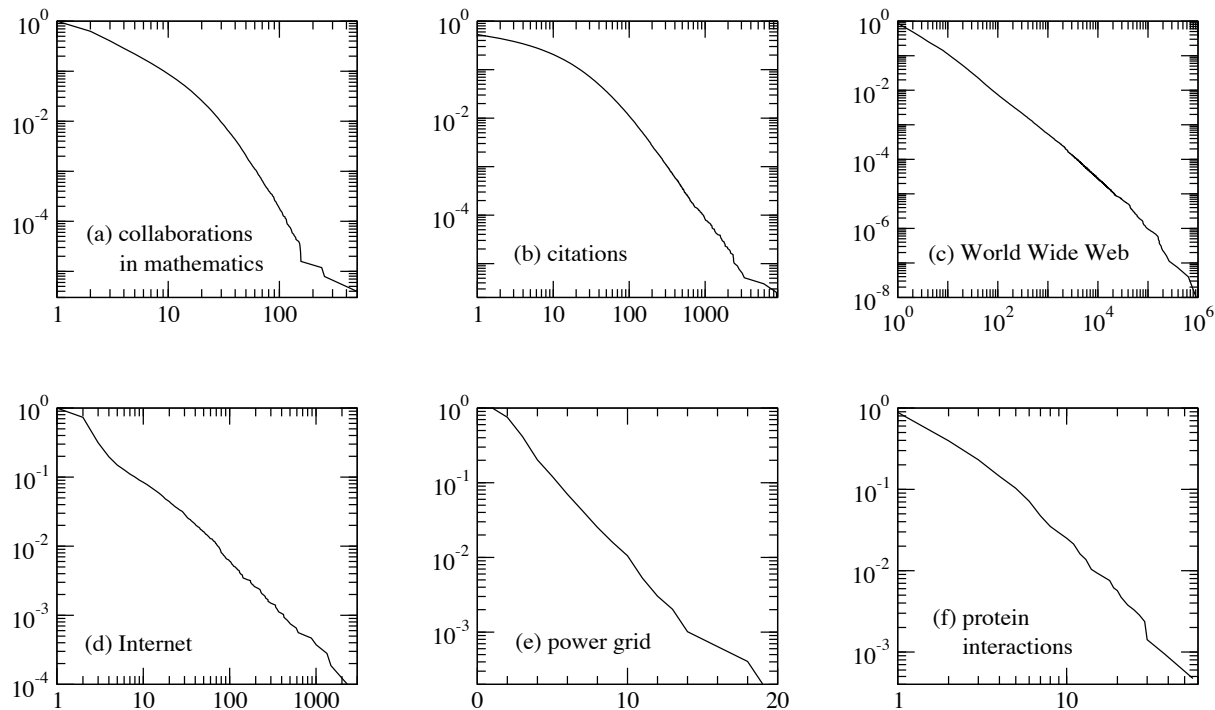 10^0
10^-2
10^-4
1 10 100
(a) collaborations
in mathematics
10^0
10^-2
10^-4
1 10 100 1000
(b) citations
10^0
10^-2
10^-4
10^-6
10^-8
10^0 10^2 10^4 10^6
(c) World Wide Web
10^0
10^-1
10^-2
10^-3
10^-4
1 10 100 1000
(d) Internet
10^0
10^-1
10^-2
10^-3
0 10 20
(e) power grid
10^0
10^-1
10^-2
10^-3
1 10
(f) protein
interactions